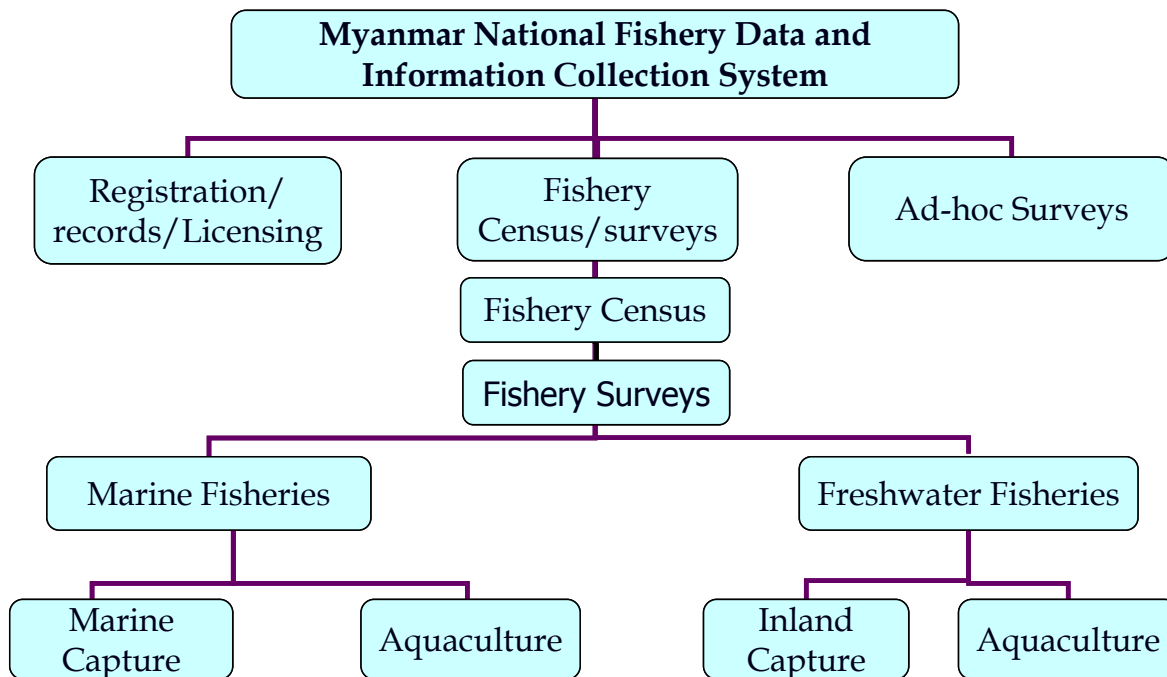 Myanmar National Fishery Data and
Information Collection System
Registration/
records/Licensing
Fishery
Census/surveys
Ad-hoc Surveys
Fishery Census
Fishery Surveys
Marine Fisheries
Freshwater Fisheries
Marine
Capture
Aquaculture
Inland
Capture
Aquaculture